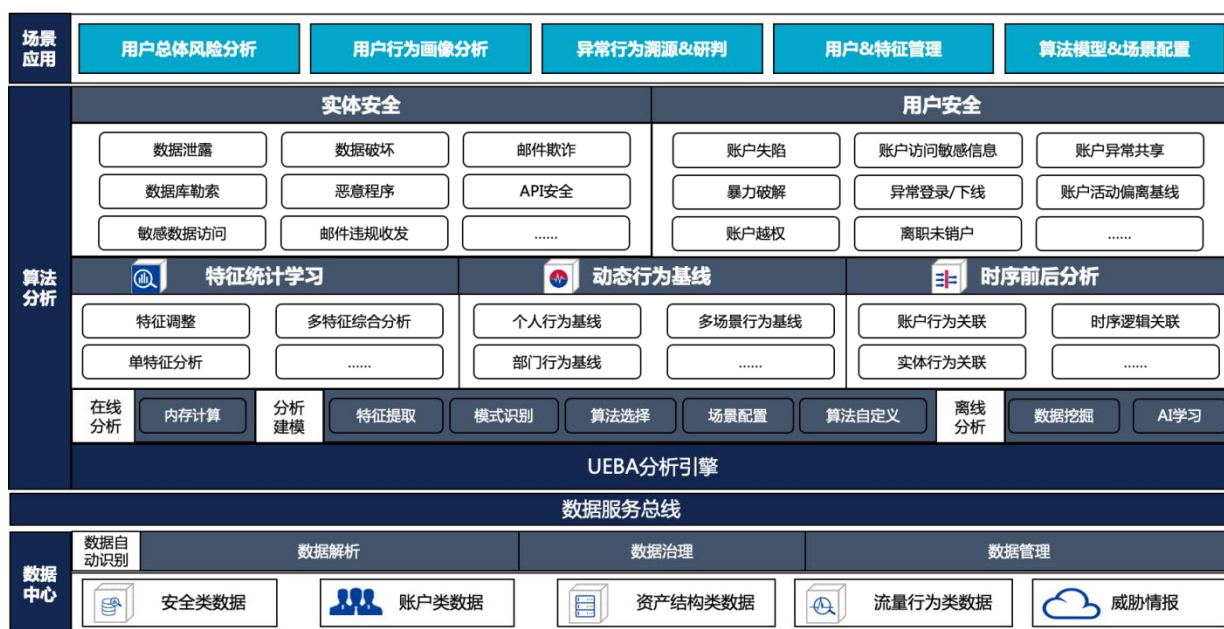 场景
应用
用户总体风险分析
用户行为画像分析
异常行为溯源&研判
用户&特征管理
算法模型&场景配置
算法
分析
实体安全
用户安全
数据泄露
数据破坏
邮件欺诈
账户失陷
账户访问敏感信息
账户异常共享
数据库勒索
恶意程序
API安全
暴力破解
异常登录/下线
账户活动偏离基线
敏感数据访问
邮件违规收发
......
账户越权
离职未销户
......
特征统计学习
动态行为基线
时序前后分析
特征调整
多特征综合分析
个人行为基线
多场景行为基线
账户行为关联
时序逻辑关联
单特征分析
......
部门行为基线
......
实体行为关联
......
在线
分析
内存计算
分析
建模
特征提取
模式识别
算法选择
场景配置
算法自定义
离线
分析
数据挖掘
AI学习
UEBA分析引擎
数据服务总线
数据
中心
数据自
动识别
数据解析
数据治理
数据管理
安全类数据
账户类数据
资产结构类数据
流量行为类数据
威胁情报